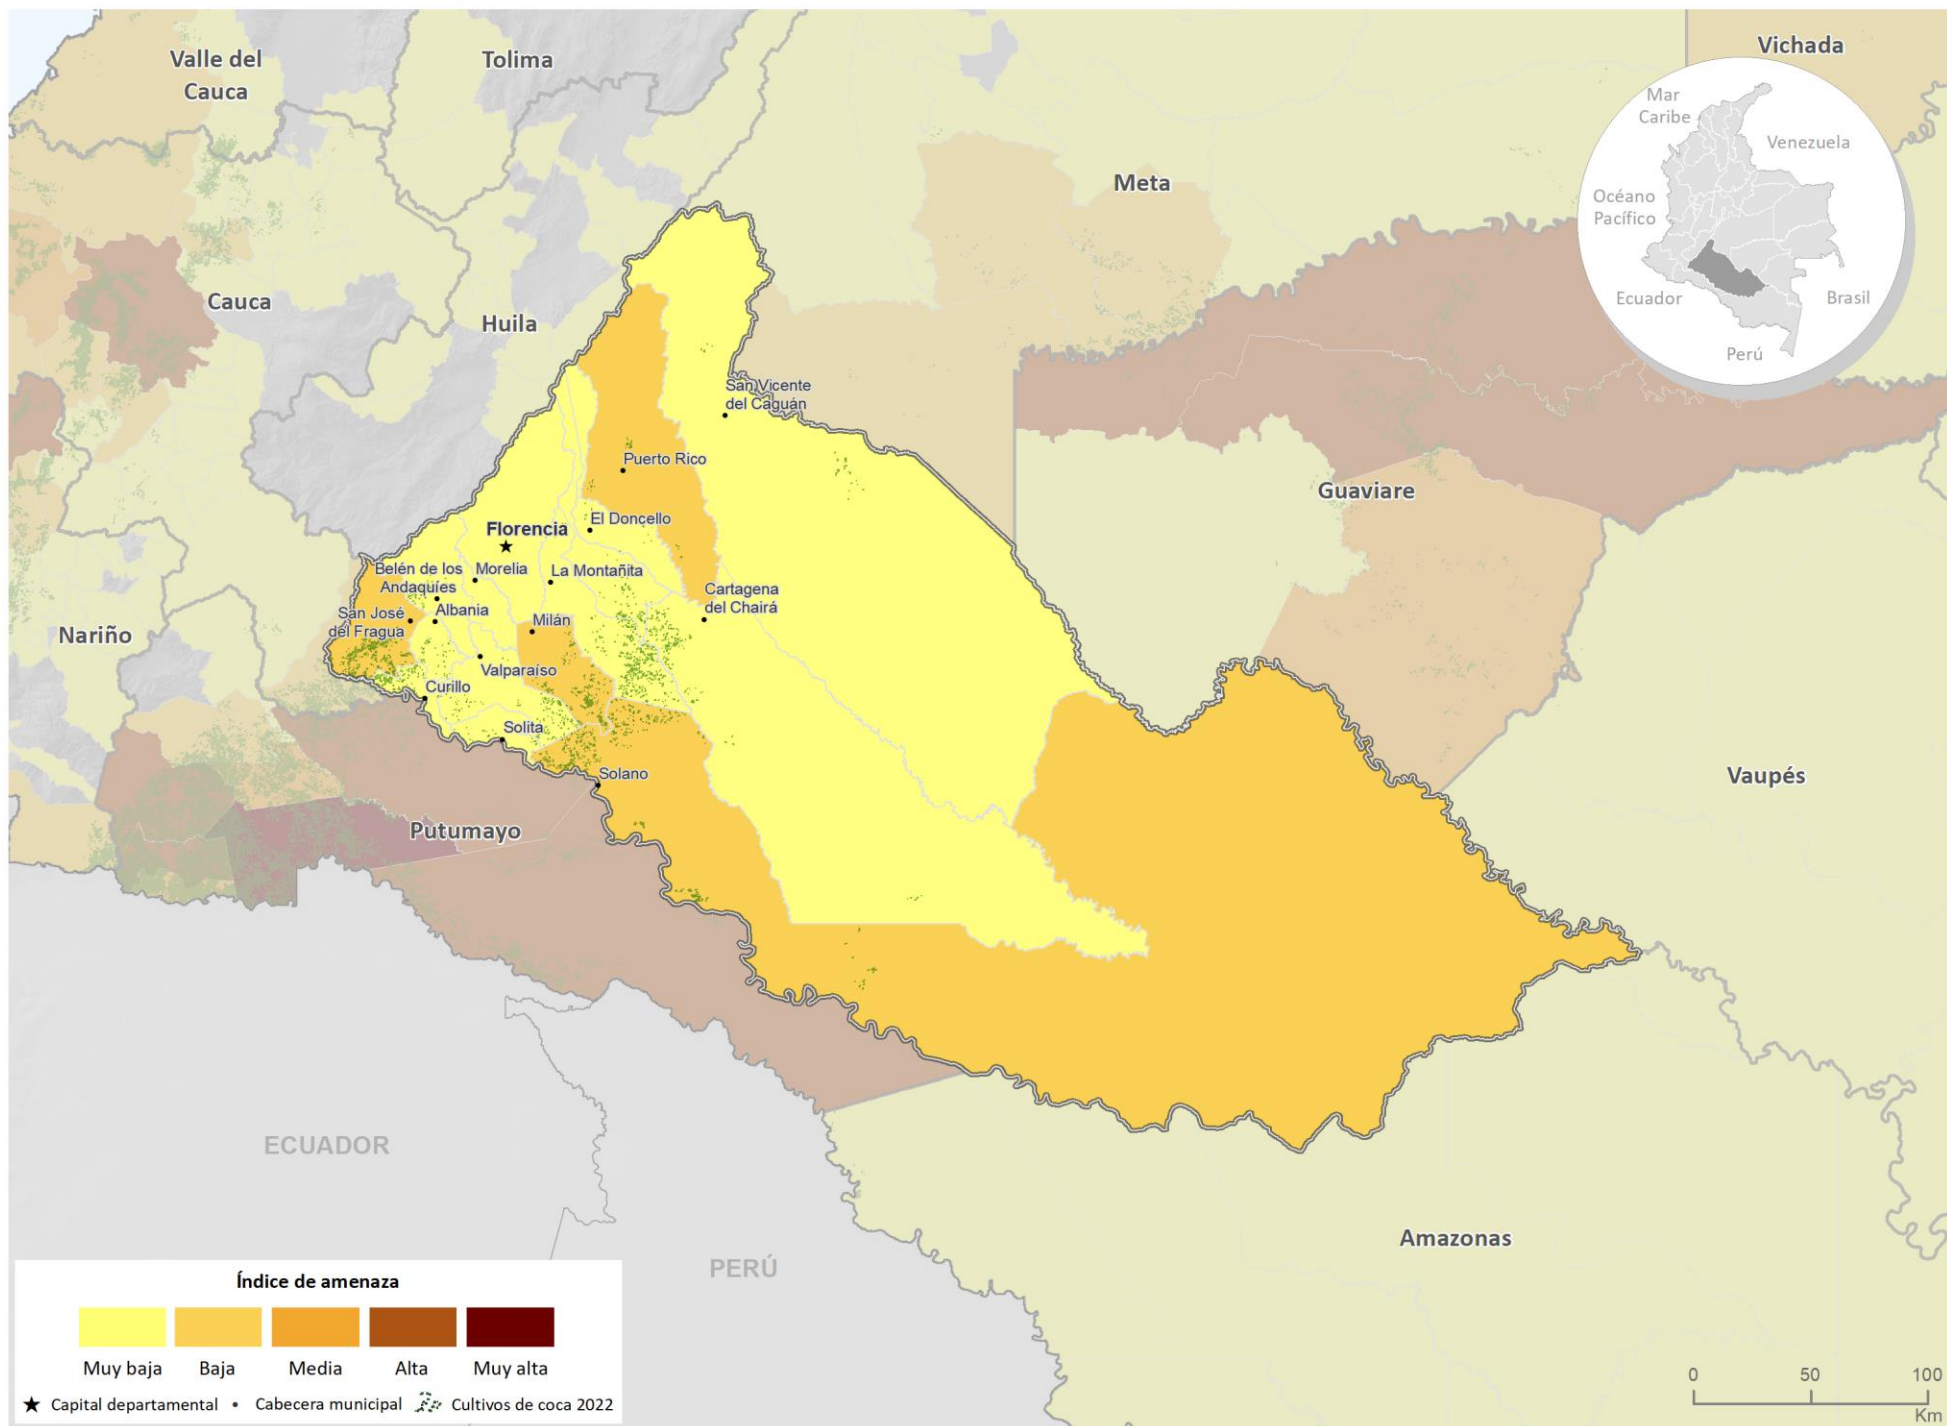 Valle del
Cauca
Tolima
Vichada
Mar
Caribe
Venezuela
Océano
Pacífico
Ecuador
Brasil
Perú
Meta
Cauca
Huila
San Vicente
del Caguán
Puerto Rico
Guaviare
El Doncello
Florencia
Belén de los
Andaquíes
Morelia
La Montañita
Cartagena
del Chairá
Albania
San José
del Fragua
Milán
Nariño
Valparaíso
Curillo
Solita
Solano
Vaupés
Putumayo
ECUADOR
PERÚ
Amazonas
Índice de amenaza
Muy baja
Baja
Media
Alta
Muy alta
Capital departamental
Cabecera municipal
Cultivos de coca 2022
0
50
100
Km